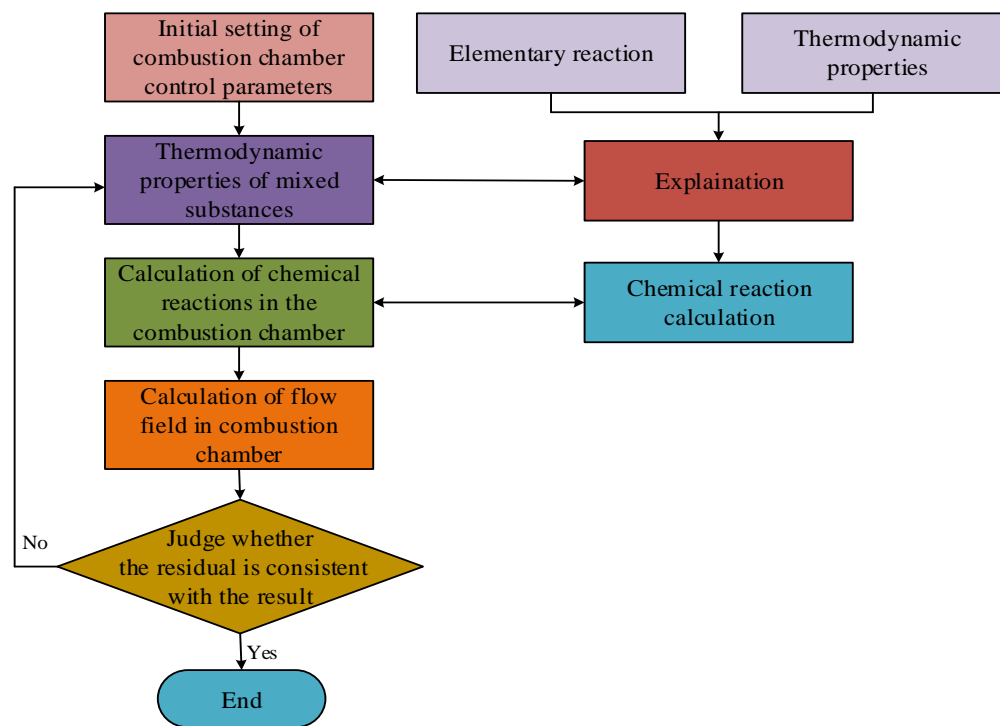 Initial setting of
combustion chamber
control parameters
Elementary reaction
Thermodynamic
properties
Thermodynamic
properties of mixed
substances
Explaination
Calculation of chemical
reactions in the
combustion chamber
Chemical reaction
calculation
Calculation of flow
field in combustion
chamber
No
Judge whether
the residual is consistent
with the result
Yes
End